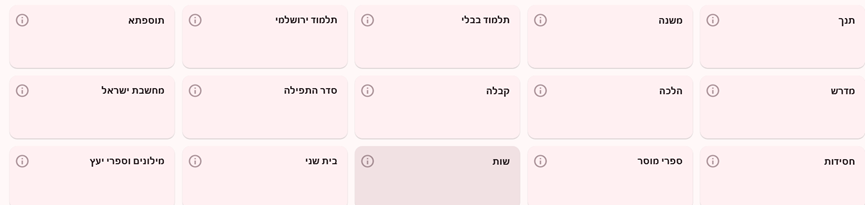 תנך
משנה
תלמוד בבלי
תלמוד ירושלמי
תוספתא
מדרש
הלכה
קבלה
סדר התפילה
מחשבת ישראל
חסידות
ספרי מוסר
שות
בית שני
מילונים וספרי יעץ